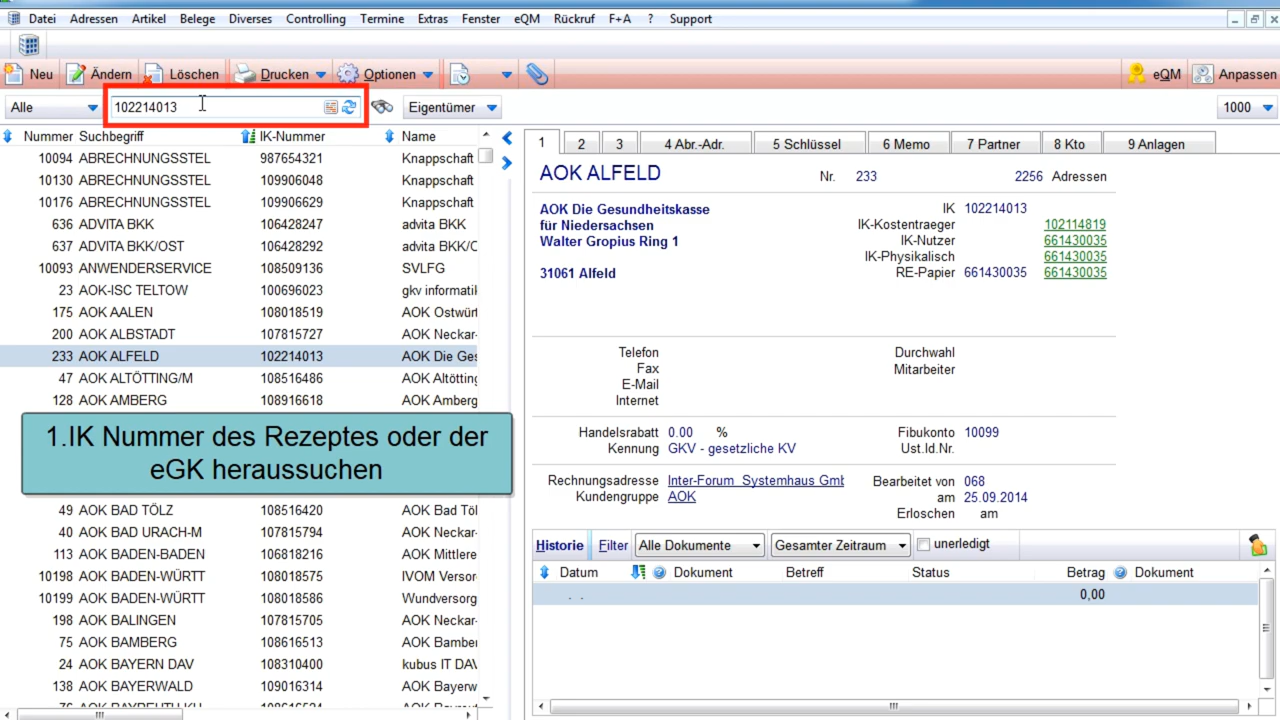 Datei Adressen Artikel Belege Diverses Controlling Termine Extras Fenster eQM Rückruf F+A ? Support
Neu Ändern Löschen Drucken Optionen eQM Anpassen
Alle 102214013 Eigentümer 1000
Nummer Suchbegriff IK-Nummer Name
10094 ABRECHNUNGSSTEL 987654321 Knappschaft
10130 ABRECHNUNGSSTEL 109906048 Knappschaft
10176 ABRECHNUNGSSTEL 109906629 Knappschaft
636 ADVITA BKK 106428247 advita BKK
637 ADVITA BKK/OST 106428292 advita BKK/C
10093 ANWENDERSERVICE 108509136 SVLFG
23 AOK-ISC TELTOW 100696023 gkv informatil
175 AOK AALEN 108018519 AOK Ostwürt
200 AOK ALBSTADT 107815727 AOK Neckar-
233 AOK ALFELD 102214013 AOK Die Ges
47 AOK ALTÖTTING/M 108516486 AOK Altötting
128 AOK AMBERG 108916618 AOK Amberg
1.IK Nummer des Rezeptes oder der
eGK heraussuchen
49 AOK BAD TÖLZ 108516420 AOK Bad Töl
40 AOK BAD URACH-M 107815794 AOK Neckar-
113 AOK BADEN-BADEN 106818216 AOK Mittlere
10198 AOK BADEN-WÜRTT 108018575 IVOM Versor
10199 AOK BADEN-WÜRTT 108018586 Wundversorg
198 AOK BALINGEN 107815705 AOK Neckar-
75 AOK BAMBERG 108616513 AOK Bamber
24 AOK BAYERN DAV 108310400 kubus IT DAV
138 AOK BAYERWALD 109016314 AOK Bayerw
1 2 3 4 Abr.-Adr. 5 Schlüssel 6 Memo 7 Partner 8 Kto 9 Anlagen
AOK ALFELD Nr. 233 2256 Adressen
AOK Die Gesundheitskasse IK 102214013
für Niedersachsen IK-Kostentraeger 102114819
Walter Gropius Ring 1 IK-Nutzer 661430035
IK-Physikalisch 661430035
31061 Alfeld RE-Papier 661430035 661430035
Telefon Durchwahl
Fax Mitarbeiter
E-Mail
Internet
Handelsrabatt 0.00 % Fibukonto 10099
Kennung GKV - gesetzliche KV Ust.Id.Nr.
Rechnungsadresse Inter-Forum Systemhaus Gmb Bearbeitet von 068
Kundengruppe AOK am 25.09.2014
Erloschen am
Historie Filter Alle Dokumente Gesamter Zeitraum unerledigt
Datum Dokument Betreff Status Betrag Dokument
. . 0,00